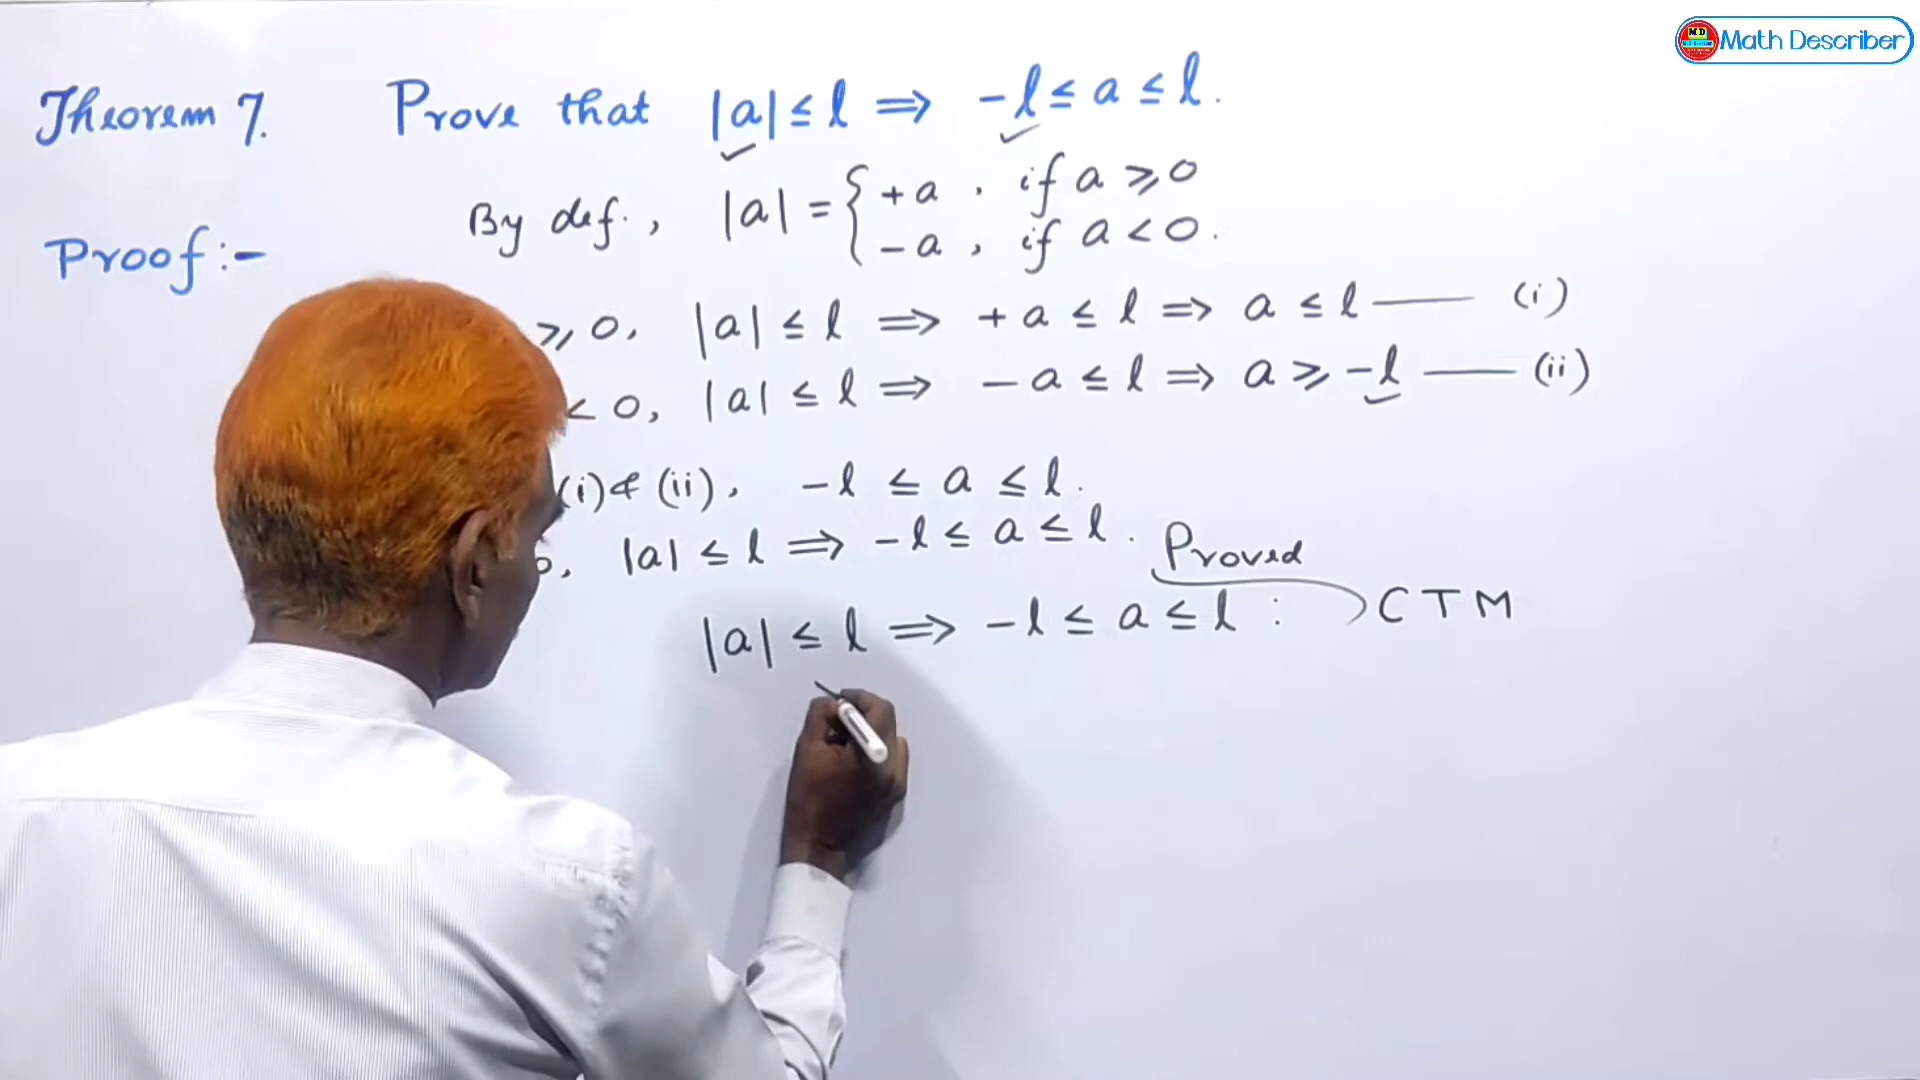 MD Math Describer
Theorem 7. Prove that |a| ≤ l ⟹ -l ≤ a ≤ l.
Proof:- By def., |a| = { +a , if a ≥ 0
-a , if a < 0.
≥ 0, |a| ≤ l ⟹ +a ≤ l ⟹ a ≤ l —— (i)
< 0, |a| ≤ l ⟹ -a ≤ l ⟹ a ≥ -l —— (ii)
(i) & (ii), -l ≤ a ≤ l.
|a| ≤ l ⟹ -l ≤ a ≤ l. Proved
|a| ≤ l ⟹ -l ≤ a ≤ l : CTM